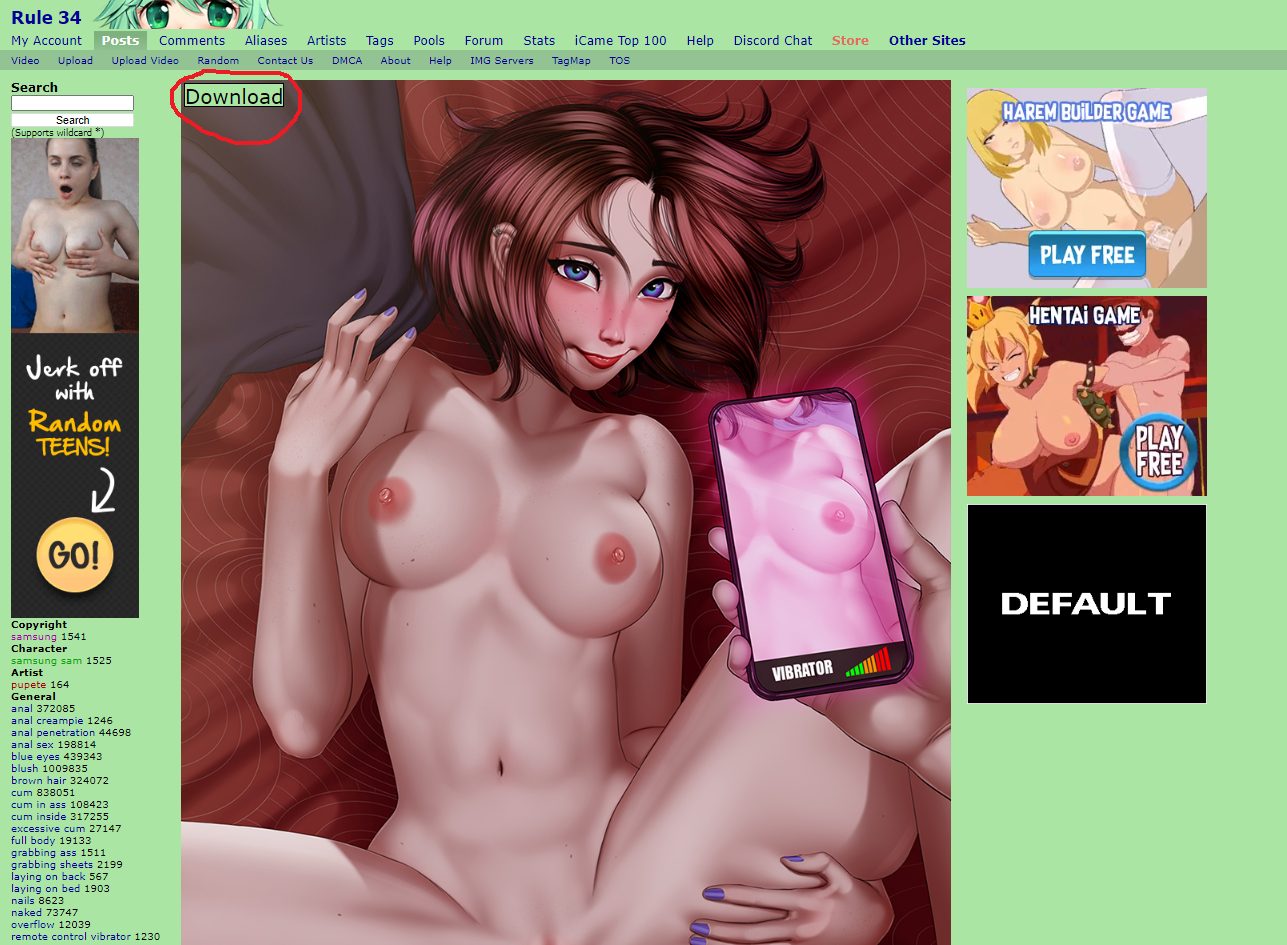 Rule 34
My Account Posts Comments Aliases Artists Tags Pools Forum Stats iCame Top 100 Help Discord Chat Store Other Sites
Video Upload Upload Video Random Contact Us DMCA About Help IMG Servers TagMap TOS
Search
Search
(Supports wildcard *)
Jerk off
with
Random
TEENS!
GO!
Copyright
samsung 1541
Character
samsung sam 1525
Artist
pupete 164
General
anal 372085
anal creampie 1246
anal penetration 44698
anal sex 198814
blue eyes 439343
blush 1009835
brown hair 324072
cum 838051
cum in ass 108423
cum inside 317255
excessive cum 27147
full body 19133
grabbing ass 1511
grabbing sheets 2199
laying on back 567
laying on bed 1903
nails 8623
naked 73747
overflow 12039
remote control vibrator 1230
Download
VIBRATOR
HAREM BUILDER GAME
PLAY FREE
HENTAI GAME
PLAY
FREE
DEFAULT